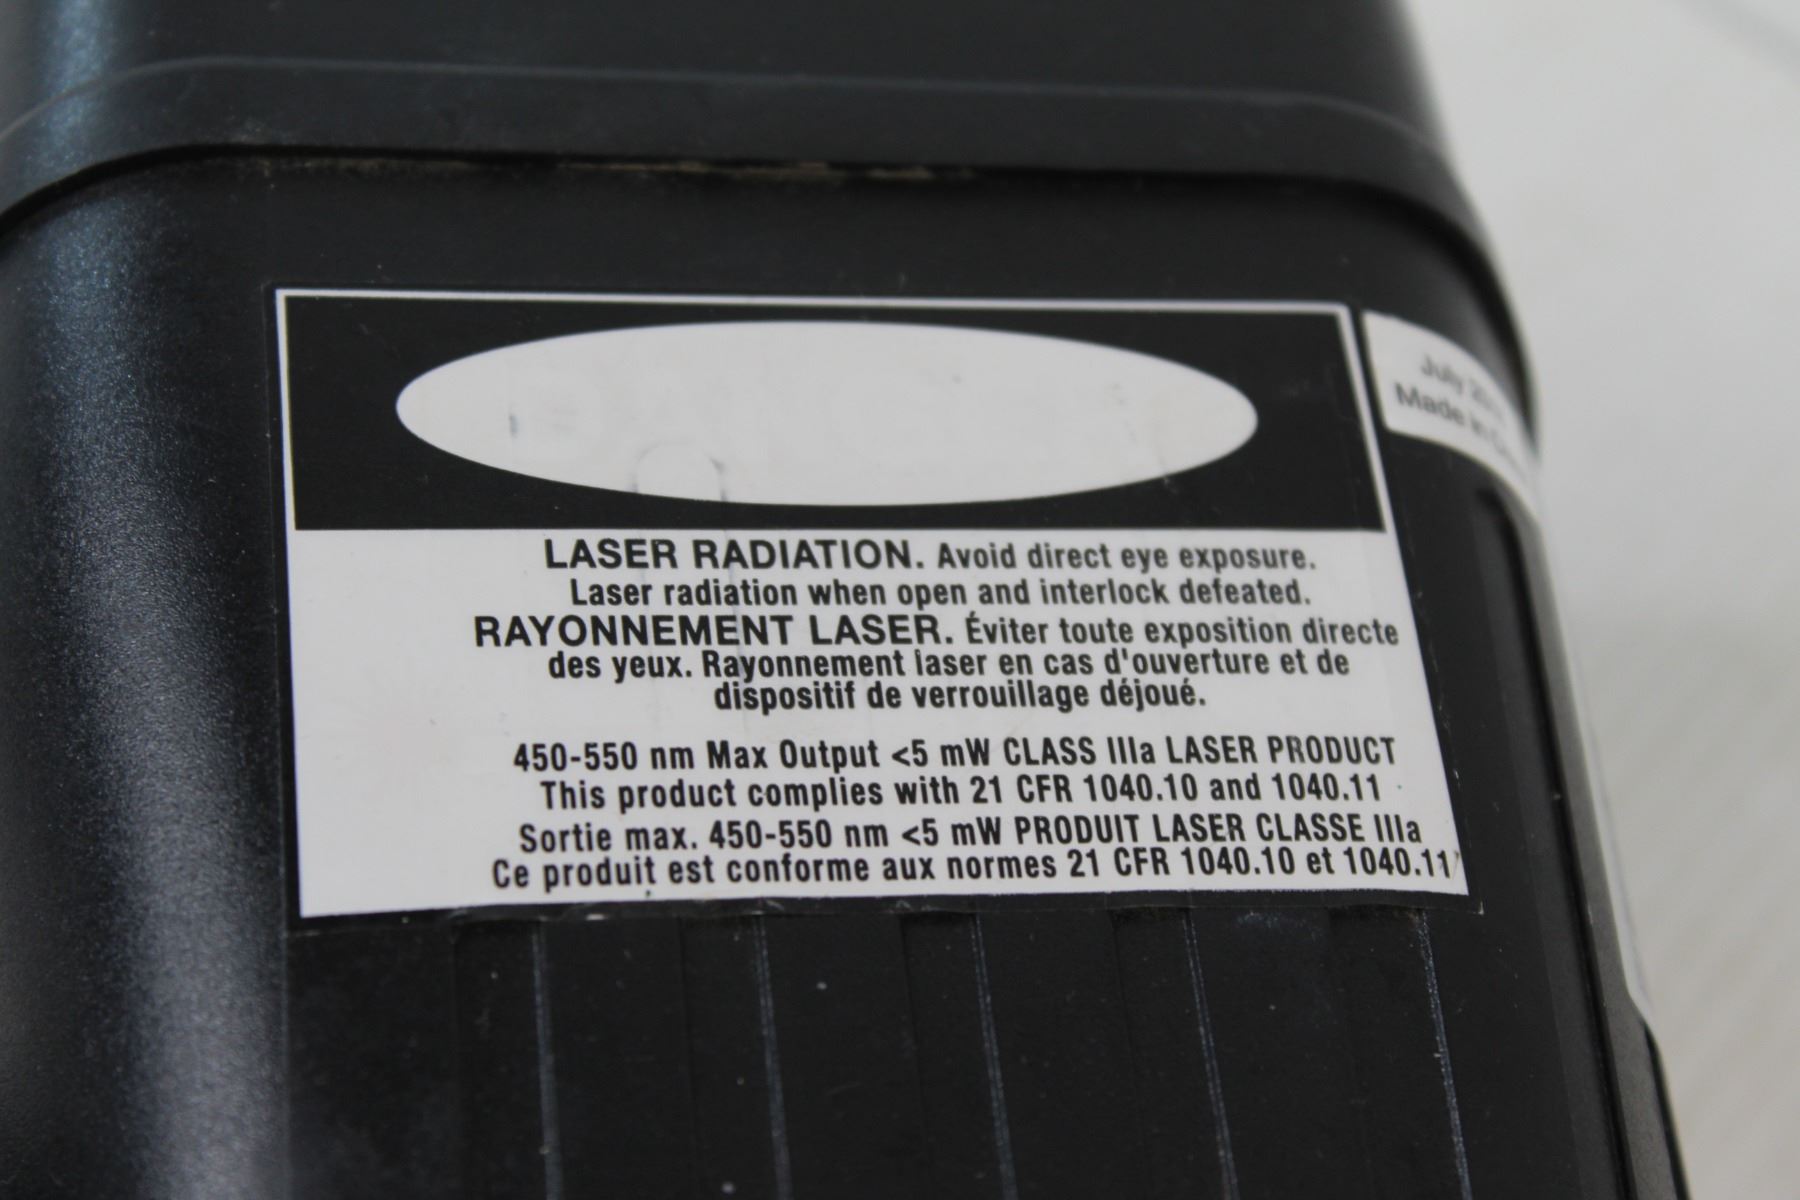 LASER RADIATION. Avoid direct eye exposure.
Laser radiation when open and interlock defeated.
RAYONNEMENT LASER. Éviter toute exposition directe
des yeux. Rayonnement laser en cas d'ouverture et de
dispositif de verrouillage déjoué.
450-550 nm Max Output <5 mW CLASS IIIa LASER PRODUCT
This product complies with 21 CFR 1040.10 and 1040.11
Sortie max. 450-550 nm <5 mW PRODUIT LASER CLASSE IIIa
Ce produit est conforme aux normes 21 CFR 1040.10 et 1040.11
July
Made in